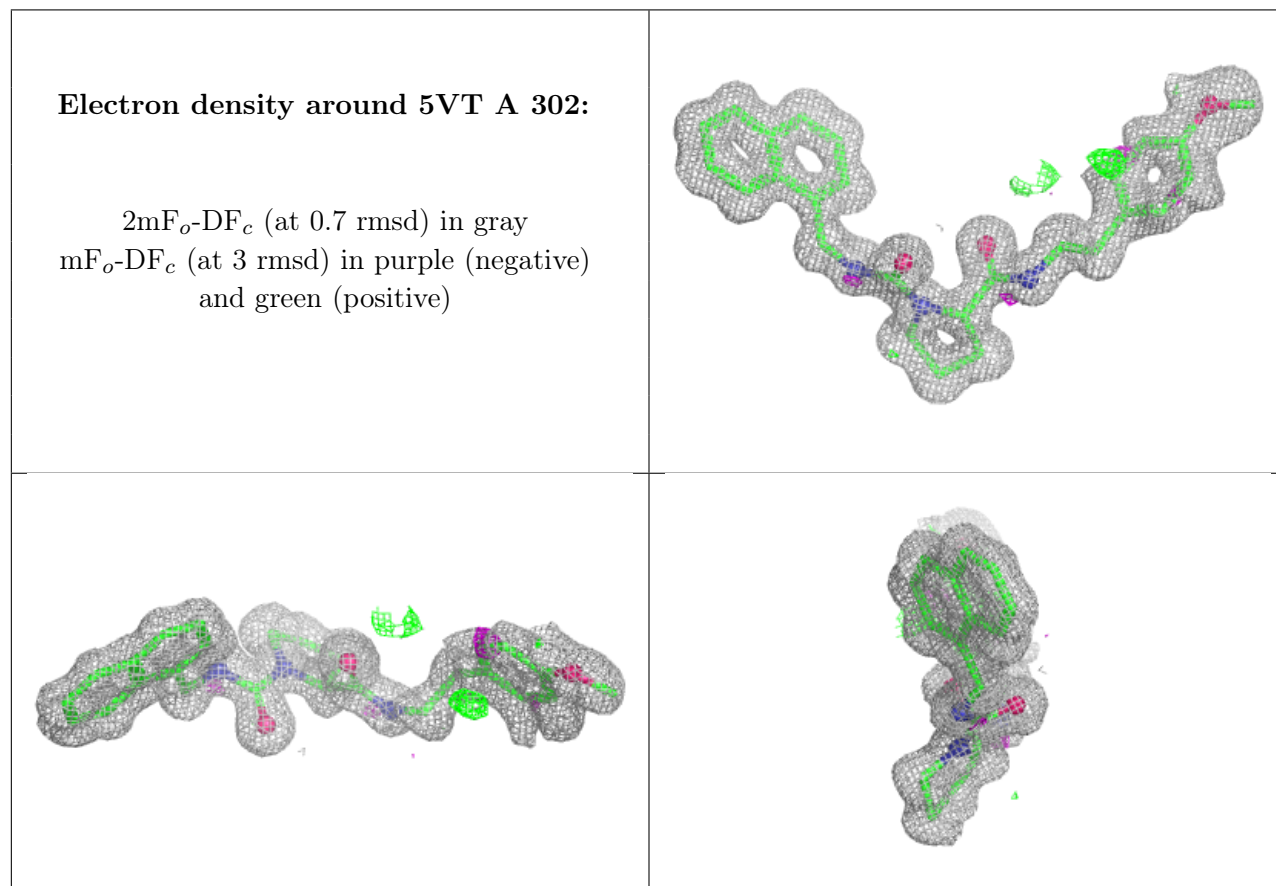 Electron density around 5VT A 302:
2mFo-DFc (at 0.7 rmsd) in gray
mFo-DFc (at 3 rmsd) in purple (negative)
and green (positive)